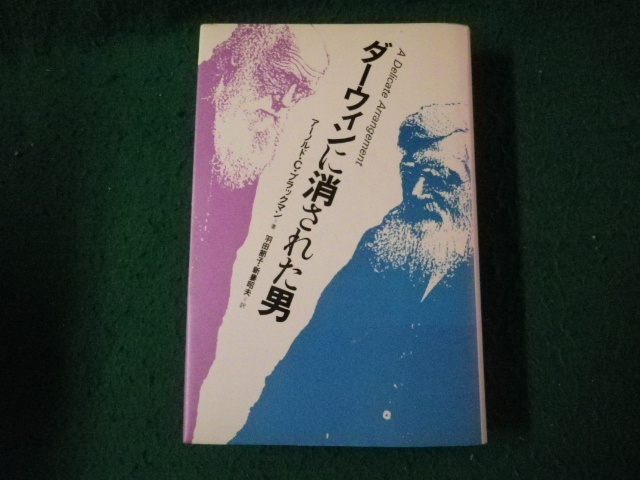 A Delicate Arrangement
ダーウィンに消された男
アーノルド・C・ブラックマン・著
羽田節子・新妻昭夫・訳